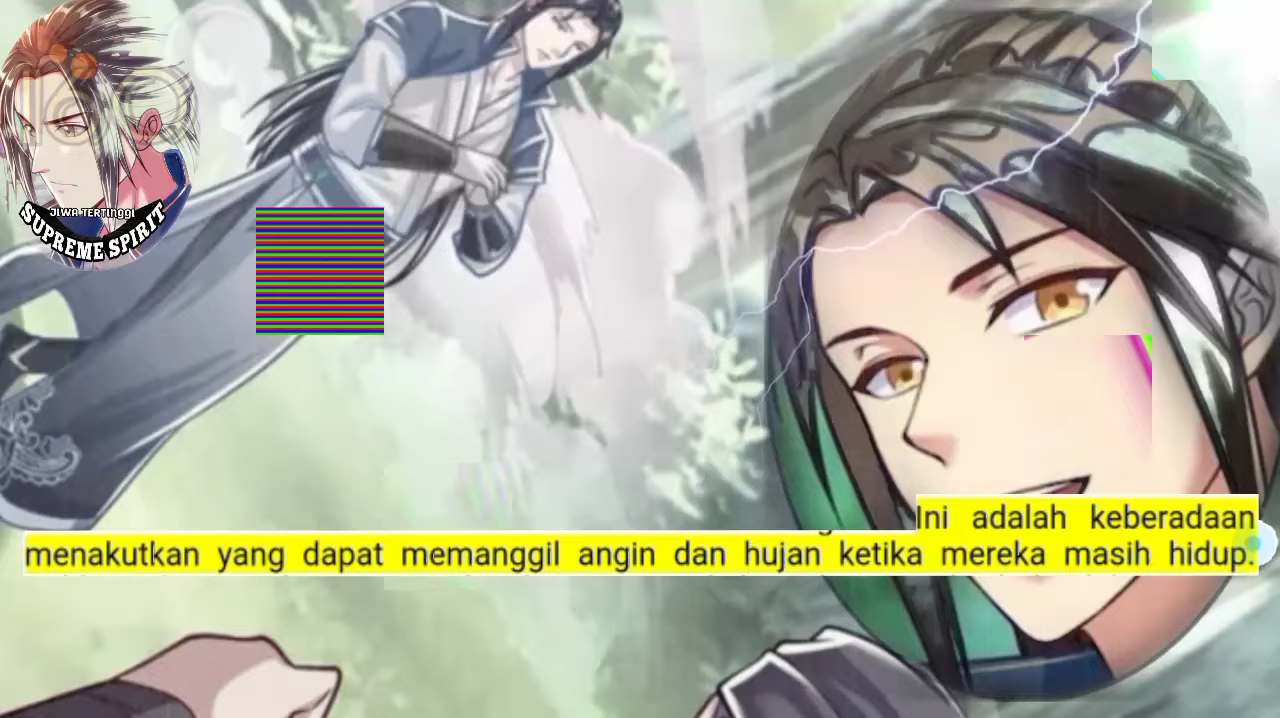 JIWA TERTINGGI
SUPREME SPIRIT
Ini adalah keberadaan
menakutkan yang dapat memanggil angin dan hujan ketika mereka masih hidup.